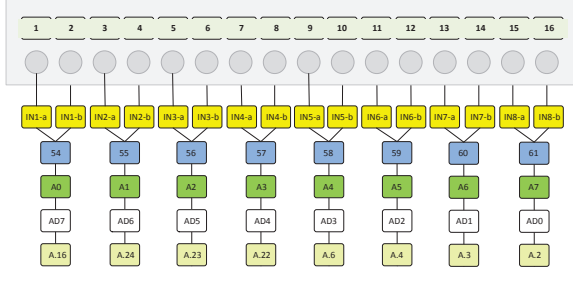 1 2 3 4 5 6 7 8 9 10 11 12 13 14 15 16
IN1-a IN1-b IN2-a IN2-b IN3-a IN3-b IN4-a IN4-b IN5-a IN5-b IN6-a IN6-b IN7-a IN7-b IN8-a IN8-b
54 55 56 57 58 59 60 61
A0 A1 A2 A3 A4 A5 A6 A7
AD7 AD6 AD5 AD4 AD3 AD2 AD1 AD0
A.16 A.24 A.23 A.22 A.6 A.4 A.3 A.2